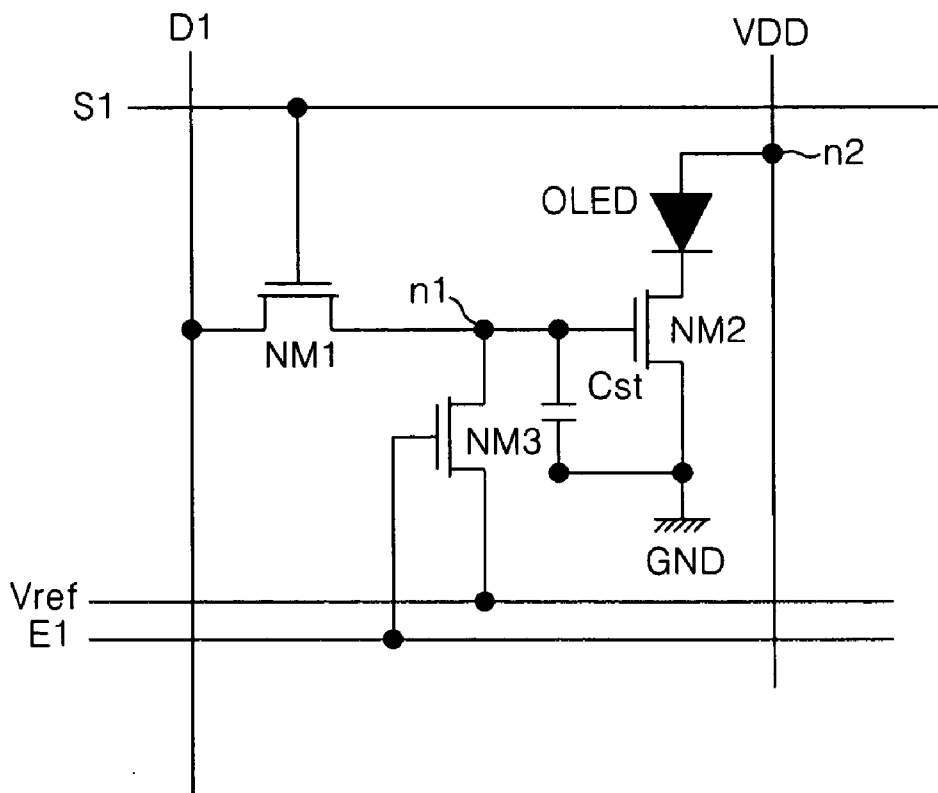 D1
VDD
S1
n2
OLED
n1
NM2
NM1
Cst
NM3
GND
Vref
E1